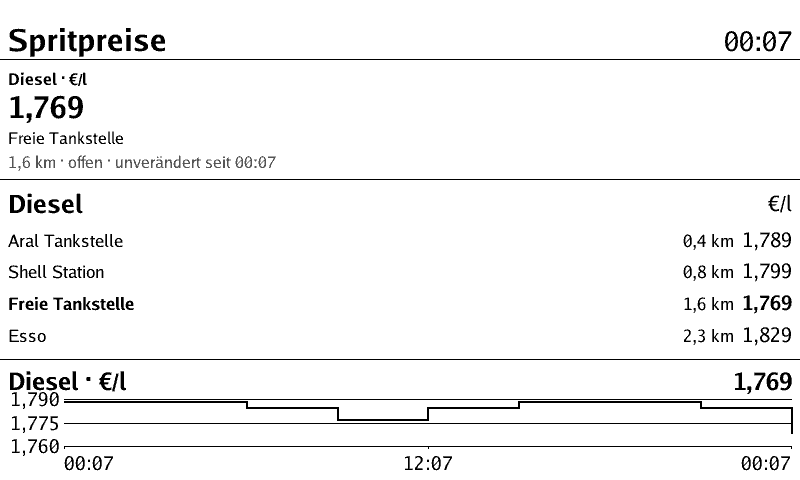 Spritpreise 00:07
Diesel · €/l
1,769
Freie Tankstelle
1,6 km · offen · unverändert seit 00:07
Diesel €/l
Aral Tankstelle 0,4 km 1,789
Shell Station 0,8 km 1,799
Freie Tankstelle 1,6 km 1,769
Esso 2,3 km 1,829
Diesel · €/l 1,769
1,790
1,775
1,760
00:07 12:07 00:07